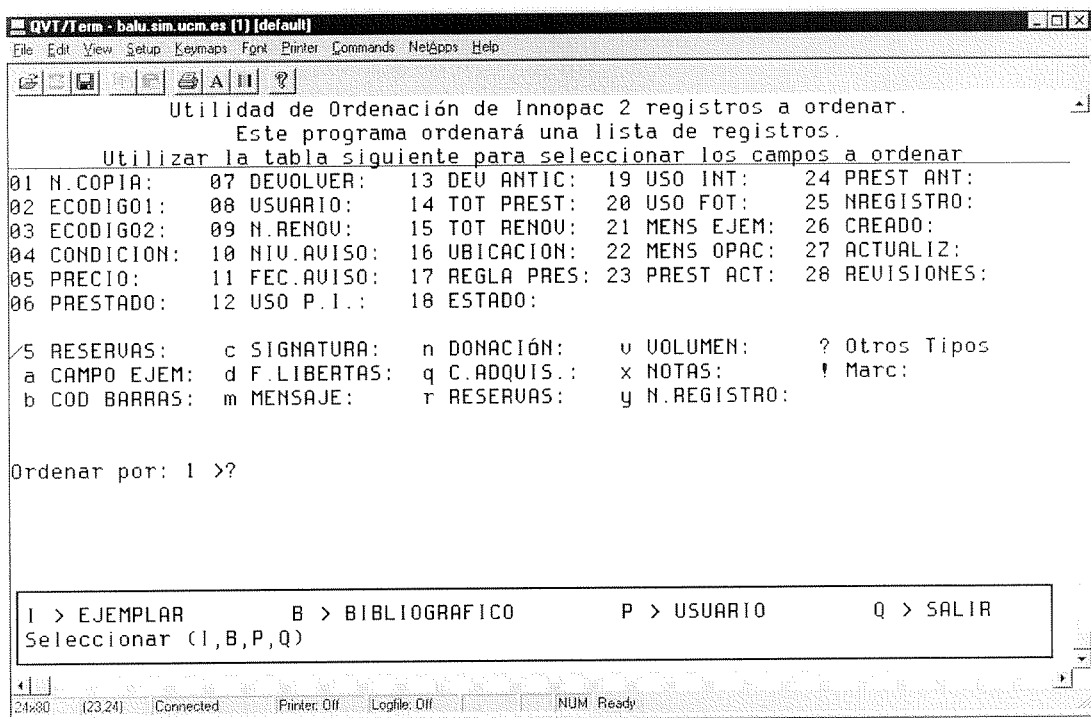 QVT/Term - balu.sim.ucm.es (1) [default]
File Edit View Setup Keymaps Font Printer Commands NetApps Help
Utilidad de Ordenación de Innopac 2 registros a ordenar.
Este programa ordenará una lista de registros.
Utilizar la tabla siguiente para seleccionar los campos a ordenar
01 N.COPIA: 07 DEVOLVER: 13 DEV ANTIC: 19 USO INT: 24 PREST ANT:
02 ECODIGO1: 08 USUARIO: 14 TOT PREST: 20 USO FOT: 25 NREGISTRO:
03 ECODIGO2: 09 N.RENOV: 15 TOT RENOV: 21 MENS EJEM: 26 CREADO:
04 CONDICION: 10 NIV.AVISO: 16 UBICACION: 22 MENS OPAC: 27 ACTUALIZ:
05 PRECIO: 11 FEC.AVISO: 17 REGLA PRES: 23 PREST ACT: 28 REVISIONES:
06 PRESTADO: 12 USO P.I.: 18 ESTADO:
/5 RESERVAS: c SIGNATURA: n DONACIÓN: v VOLUMEN: ? Otros Tipos
a CAMPO EJEM: d F.LIBERTAS: q C.ADQUIS.: x NOTAS: ! Marc:
b COD BARRAS: m MENSAJE: r RESERVAS: y N.REGISTRO:
Ordenar por: 1 >?
I > EJEMPLAR B > BIBLIOGRAFICO P > USUARIO Q > SALIR
Seleccionar (I,B,P,Q)
24x80 (23,24) Connected Printer: Off Logfile: Off NUM Ready